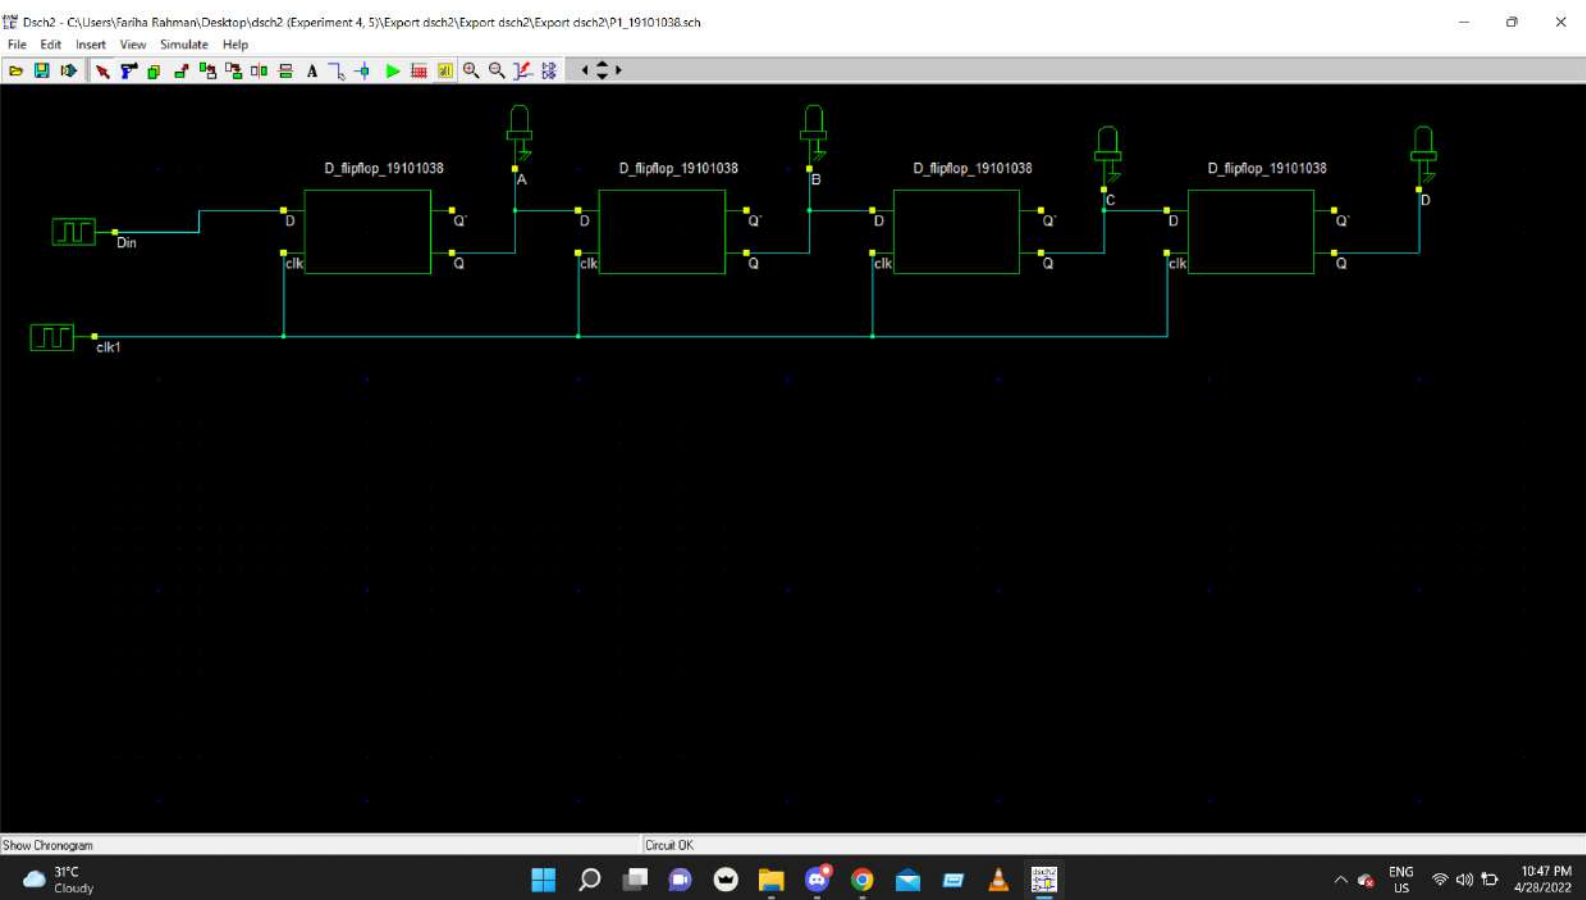 Dsch2 - C:\Users\Fariha Rahman\Desktop\dsch2 (Experiment 4, 5)\Export dsch2\Export dsch2\Export dsch2\P1_19101038.sch
File Edit Insert View Simulate Help
D_flipflop_19101038 D_flipflop_19101038 D_flipflop_19101038 D_flipflop_19101038
A B C D
D Q` D Q` D Q` D Q`
Din
clk Q clk Q clk Q clk Q
clk1
Show Chronogram Circuit OK
31°C
Cloudy
ENG
US
10:47 PM
4/28/2022